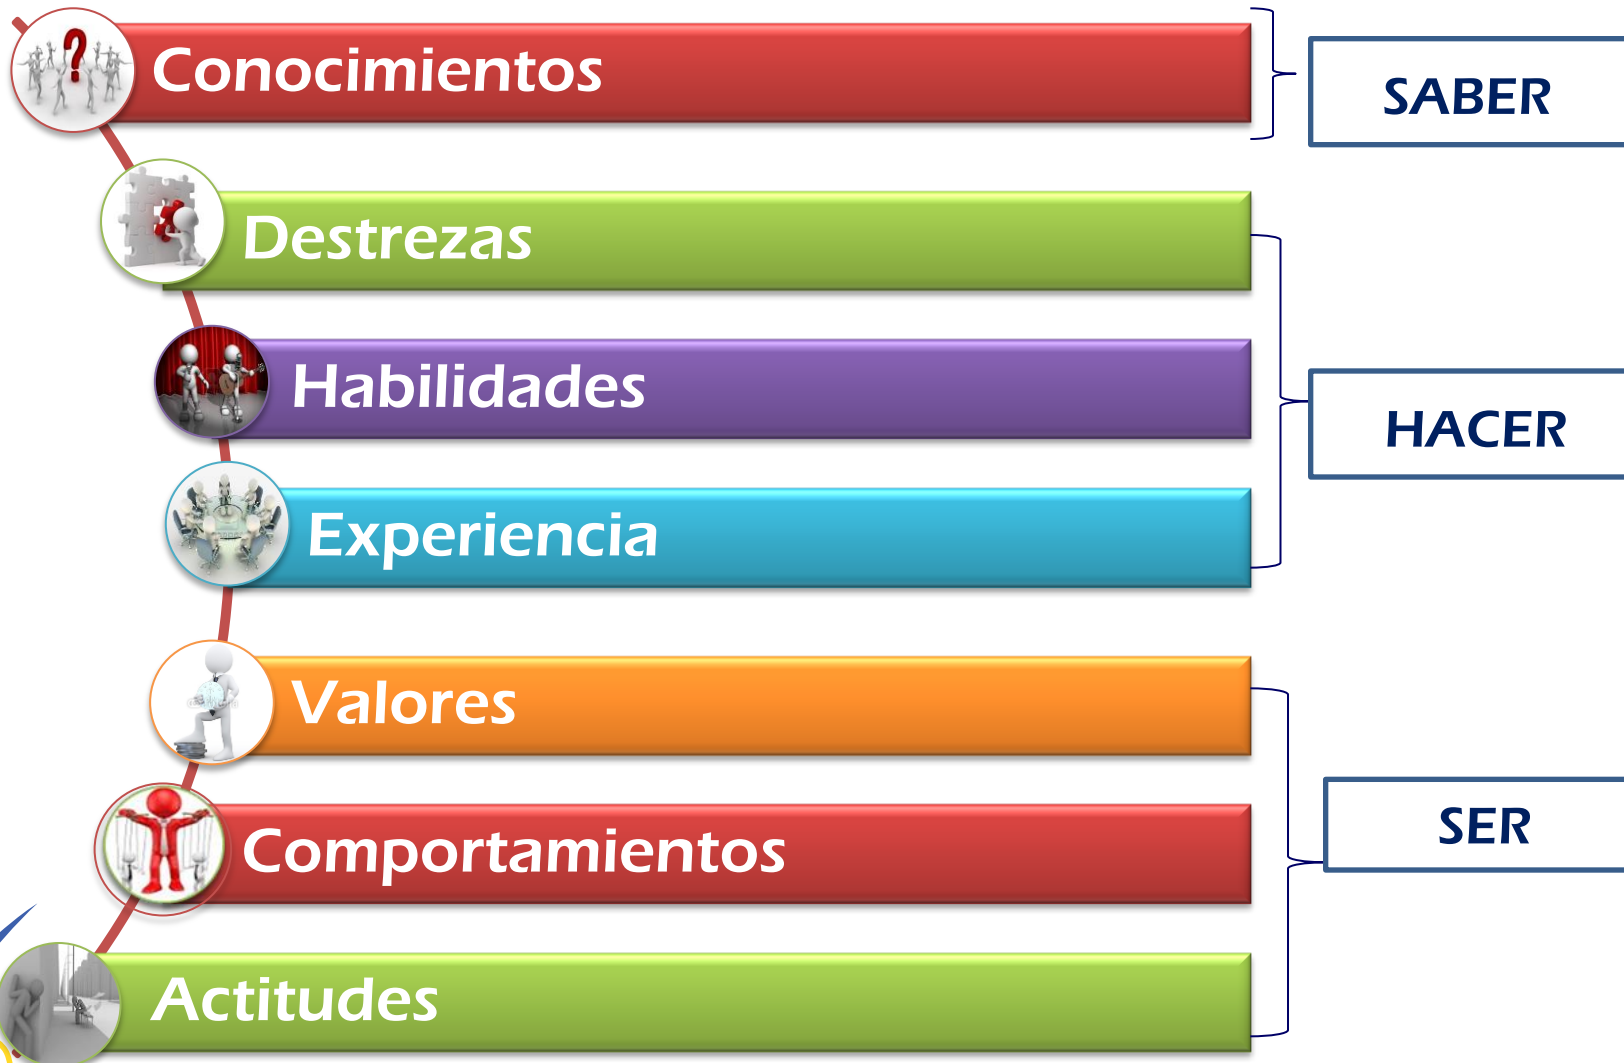 Conocimientos
SABER
Destrezas
Habilidades
HACER
Experiencia
Valores
Comportamientos
SER
Actitudes